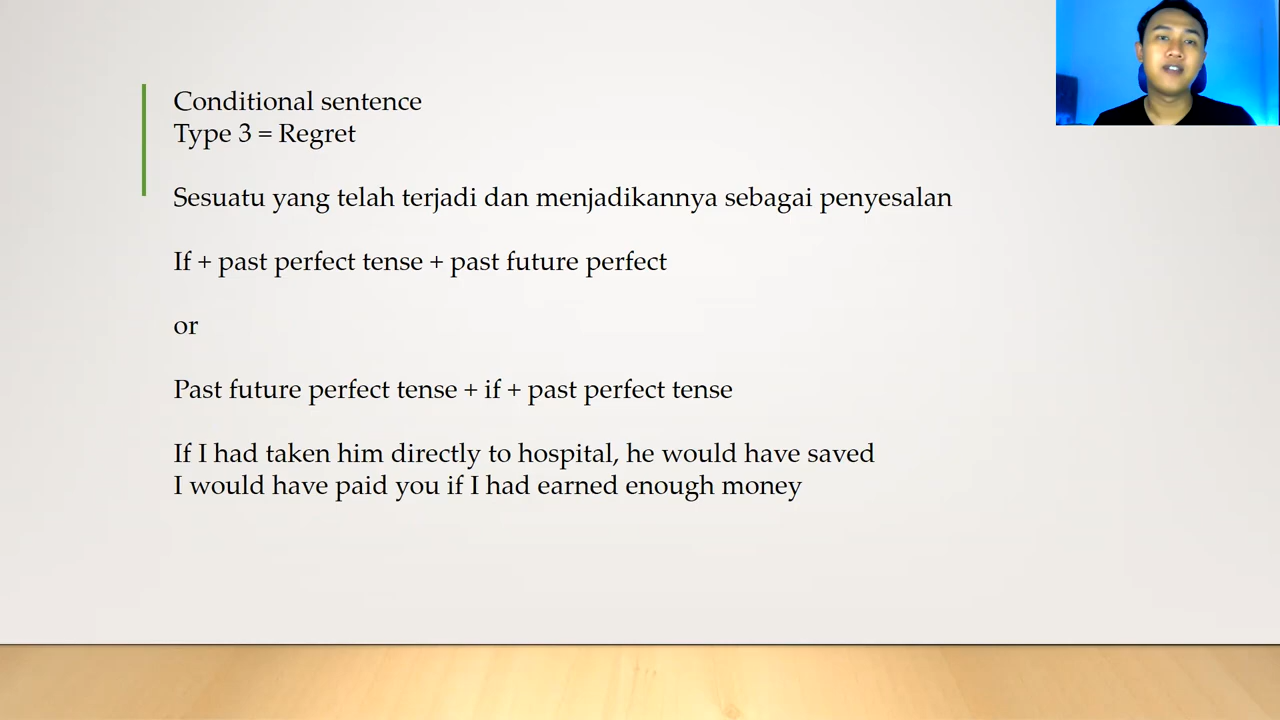 Conditional sentence
Type 3 = Regret
Sesuatu yang telah terjadi dan menjadikannya sebagai penyesalan
If + past perfect tense + past future perfect
or
Past future perfect tense + if + past perfect tense
If I had taken him directly to hospital, he would have saved
I would have paid you if I had earned enough money